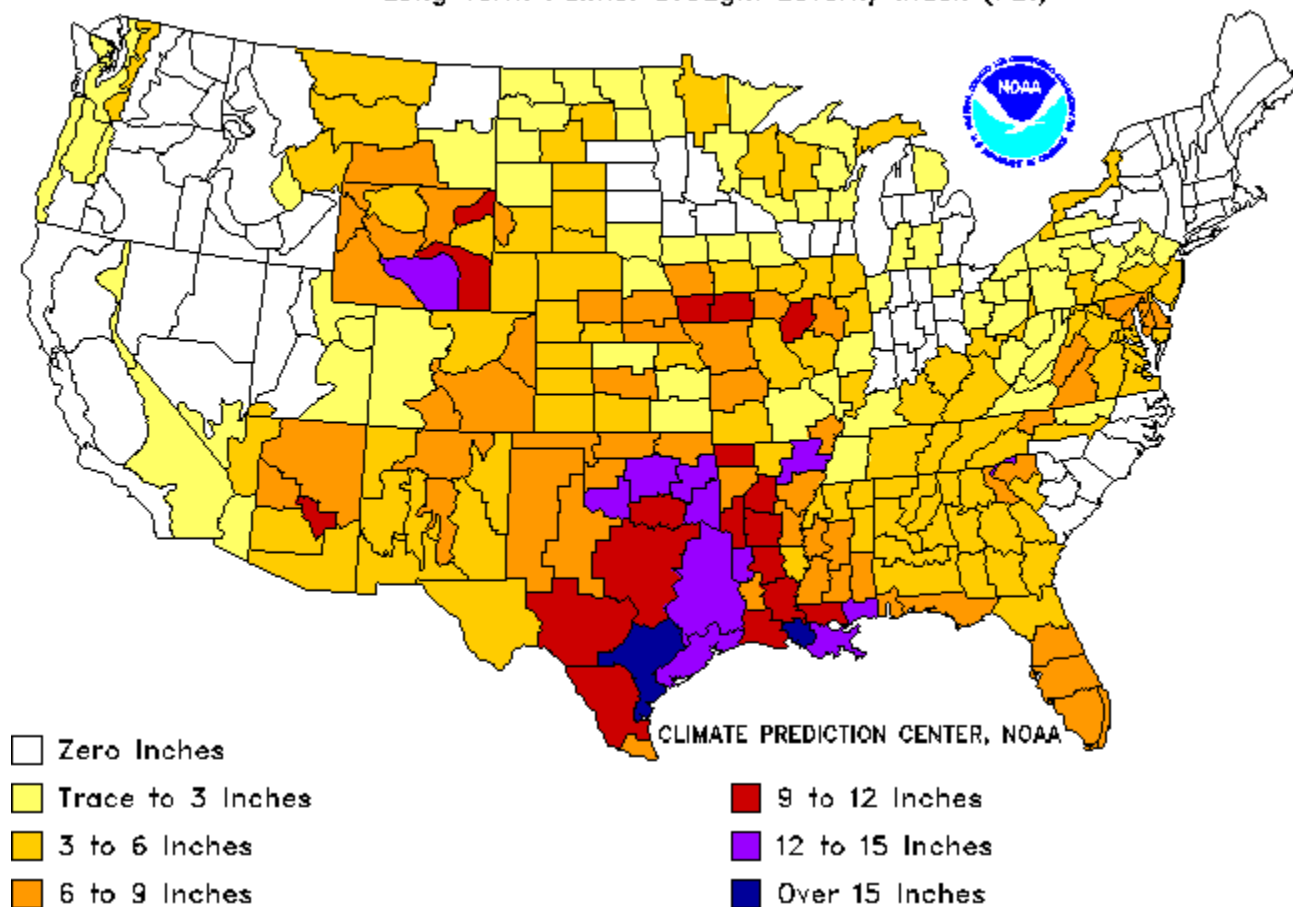 NOAA
CLIMATE PREDICTION CENTER, NOAA
Zero Inches
Trace to 3 Inches
3 to 6 Inches
6 to 9 Inches
9 to 12 Inches
12 to 15 Inches
Over 15 Inches